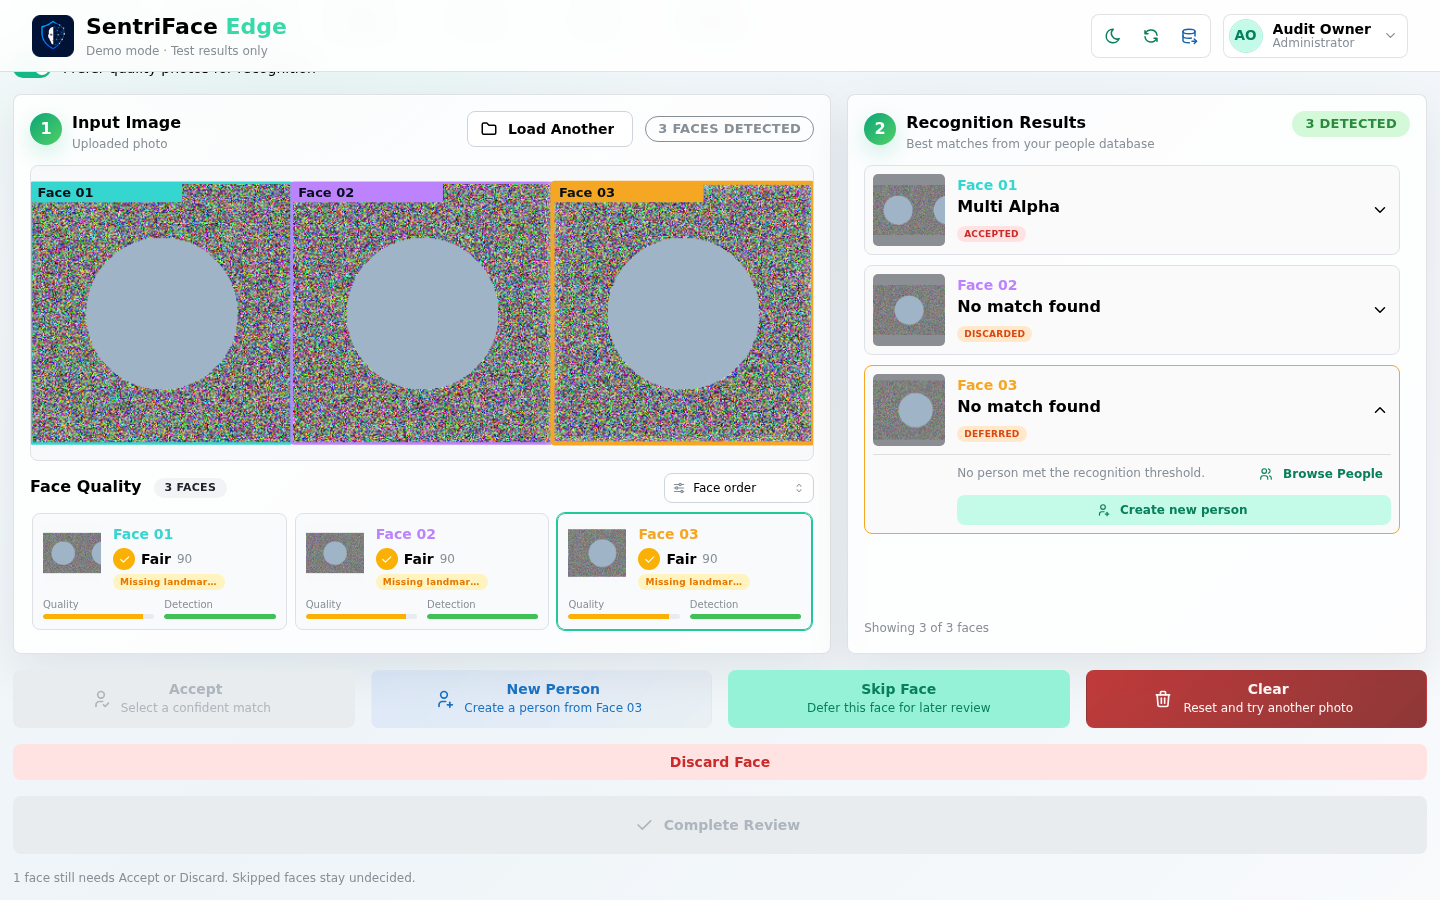 SentriFace Edge
Demo mode · Test results only
AO
Audit Owner
Administrator
Prefer quality photos for recognition
1
Input Image
Uploaded photo
Load Another
3 FACES DETECTED
Face 01
Face 02
Face 03
Face Quality
3 FACES
Face order
Face 01
Fair 90
Missing landmar...
Quality
Detection
Face 02
Fair 90
Missing landmar...
Quality
Detection
Face 03
Fair 90
Missing landmar...
Quality
Detection
2
Recognition Results
Best matches from your people database
3 DETECTED
Face 01
Multi Alpha
ACCEPTED
Face 02
No match found
DISCARDED
Face 03
No match found
DEFERRED
No person met the recognition threshold.
Browse People
Create new person
Showing 3 of 3 faces
Accept
Select a confident match
New Person
Create a person from Face 03
Skip Face
Defer this face for later review
Clear
Reset and try another photo
Discard Face
Complete Review
1 face still needs Accept or Discard. Skipped faces stay undecided.